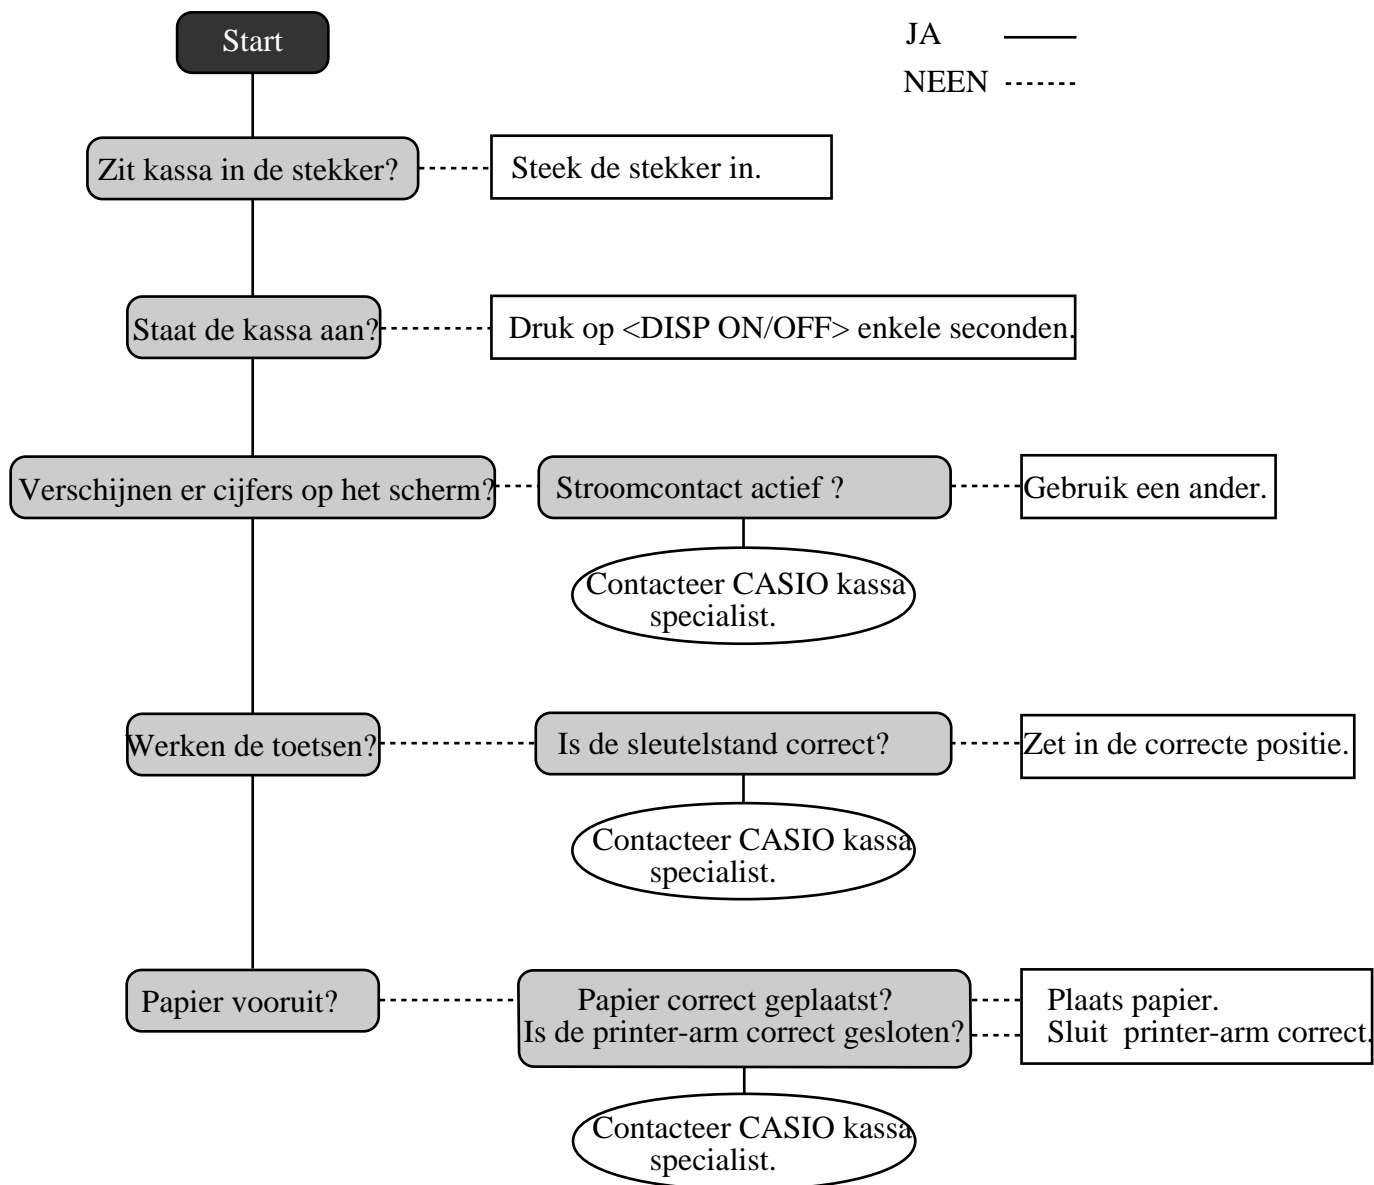 Start
JA
NEEN
Zit kassa in de stekker?
Steek de stekker in.
Staat de kassa aan?
Druk op <DISP ON/OFF> enkele seconden.
Verschijnen er cijfers op het scherm?
Stroomcontact actief ?
Gebruik een ander.
Contacteer CASIO kassa
specialist.
Werken de toetsen?
Is de sleutelstand correct?
Zet in de correcte positie.
Contacteer CASIO kassa
specialist.
Papier vooruit?
Papier correct geplaatst?
Is de printer-arm correct gesloten?
Plaats papier.
Sluit printer-arm correct.
Contacteer CASIO kassa
specialist.